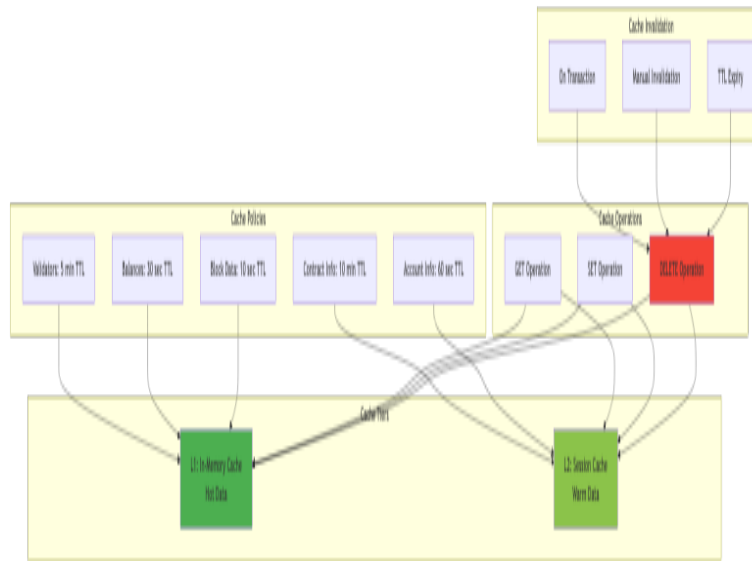 Cache Invalidation
On Transaction
Manual Invalidation
TTL Expiry
Cache Policies
Validators: 5 min TTL
Balances: 30 sec TTL
Block Data: 10 sec TTL
Contract Info: 10 min TTL
Account Info: 60 sec TTL
Cache Operations
GET Operation
SET Operation
DELETE Operation
Cache Tiers
L1: In-Memory Cache
Hot Data
L2: Session Cache
Warm Data